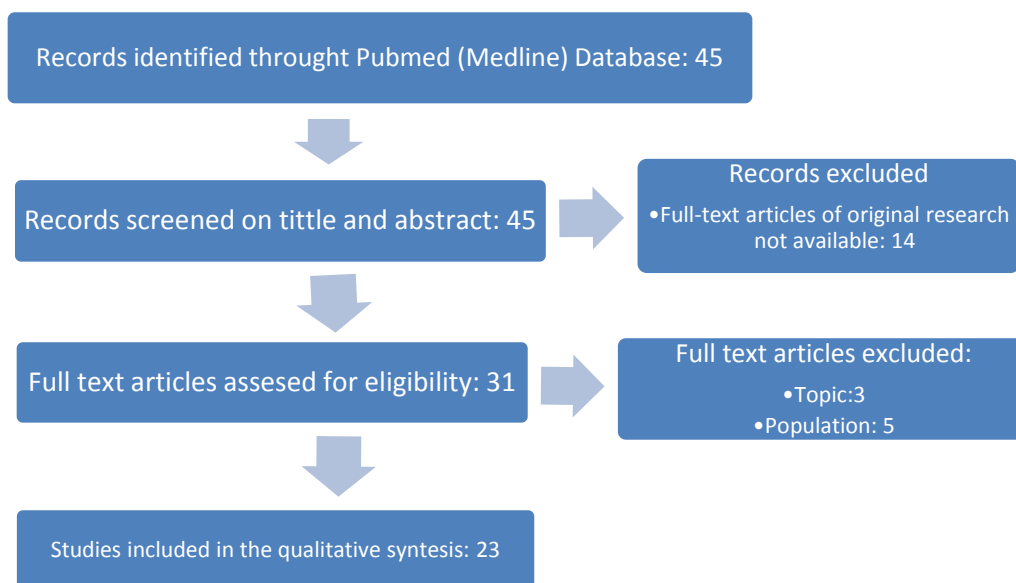 Records identified throught Pubmed (Medline) Database: 45
Records screened on tittle and abstract: 45
Records excluded
•Full-text articles of original research
not available: 14
Full text articles assesed for eligibility: 31
Full text articles excluded:
•Topic:3
•Population: 5
Studies included in the qualitative syntesis: 23